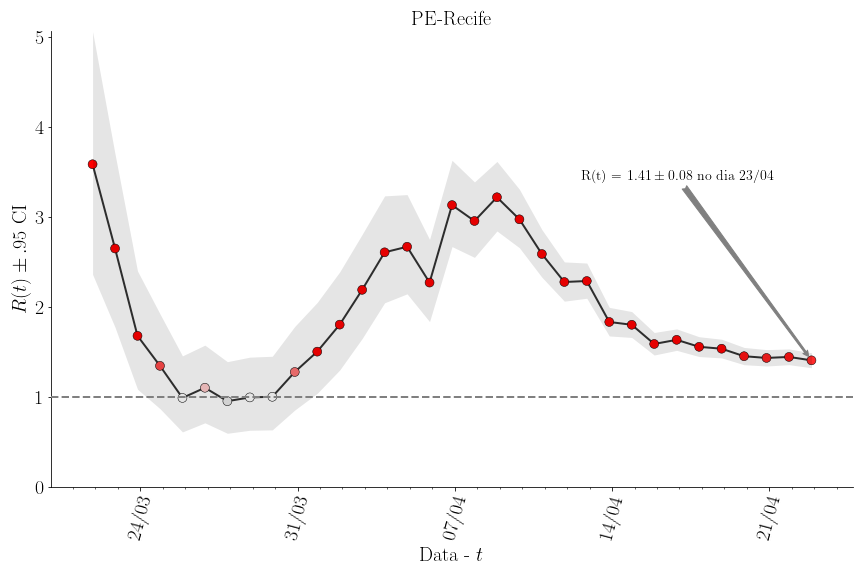 PE-Recife
5
4
3
2
1
0
R(t) ± .95 CI
R(t) = 1.41 ± 0.08 no dia 23/04
24/03
31/03
07/04
14/04
21/04
Data - t